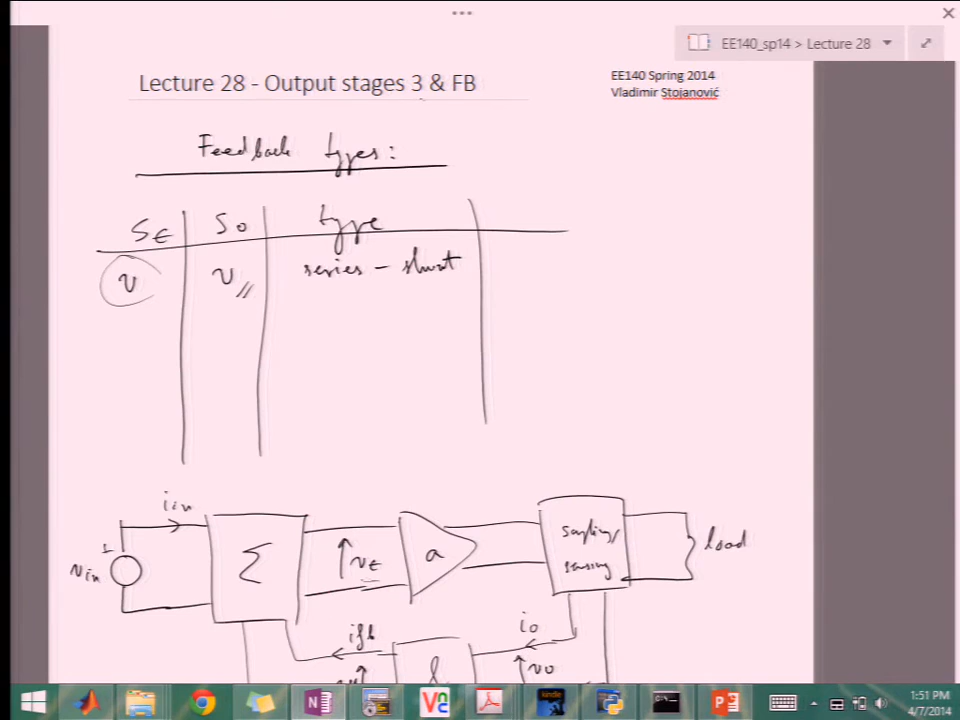 EE140_sp14 > Lecture 28
Lecture 28 - Output stages 3 & FB
EE140 Spring 2014
Vladimir Stojanović
Feedback types:
Sε So type
v v series - shunt
iin
vin
Σ
vε
a
sampling/
sensing
load
ifb
io
vo
1:51 PM
4/7/2014